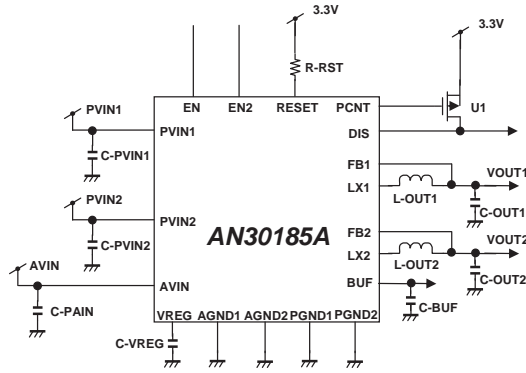 3.3V
3.3V
R-RST
EN EN2 RESET PCNT
U1
PVIN1
PVIN1
DIS
C-PVIN1
FB1
VOUT1
LX1
L-OUT1
C-OUT1
PVIN2
PVIN2
AN30185A
FB2
VOUT2
C-PVIN2
LX2
L-OUT2
AVIN
AVIN
BUF
C-OUT2
C-PAIN
C-BUF
VREG AGND1 AGND2 PGND1 PGND2
C-VREG